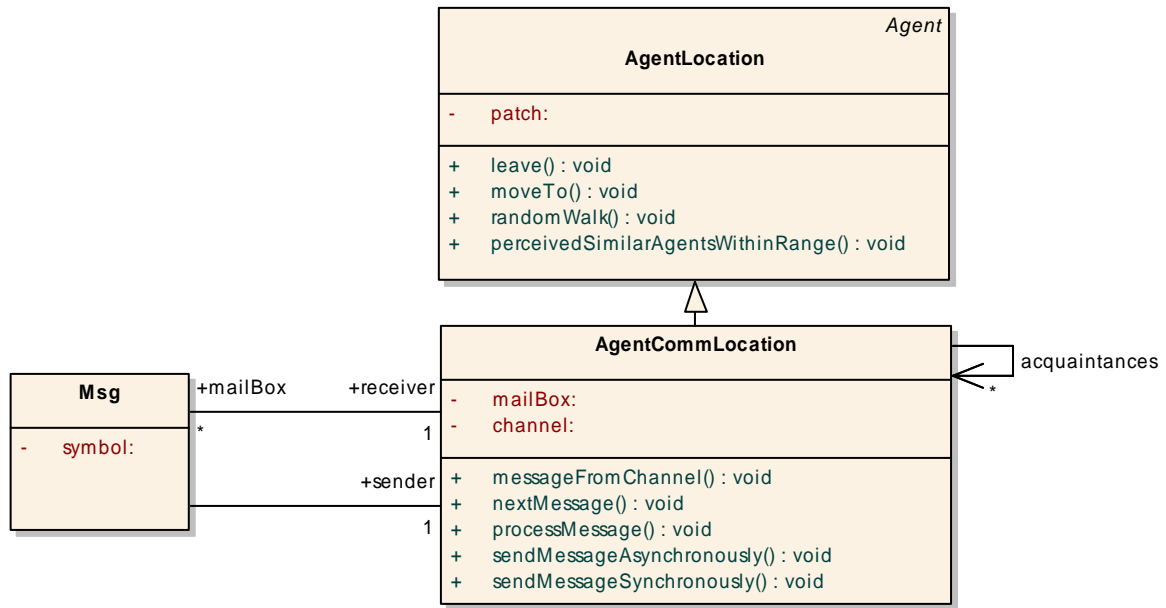 Agent
AgentLocation
- patch:
+ leave() : void
+ moveTo() : void
+ randomWalk() : void
+ perceivedSimilarAgentsWithinRange() : void
AgentCommLocation
- mailBox:
- channel:
+ messageFromChannel() : void
+ nextMessage() : void
+ processMessage() : void
+ sendMessageAsynchronously() : void
+ sendMessageSynchronously() : void
acquaintances
*
Msg
- symbol:
+mailBox
*
+receiver
1
+sender
1